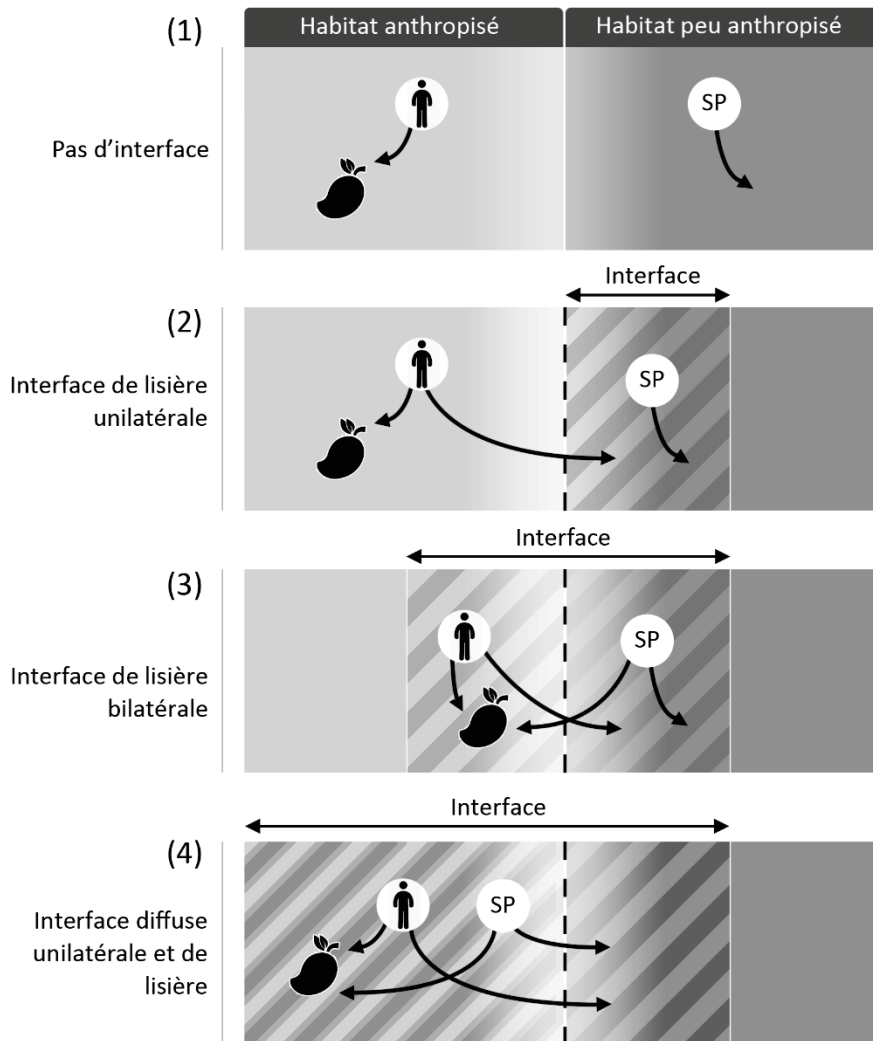 Habitat anthropisé
Habitat peu anthropisé
(1)
Pas d’interface
SP
Interface
(2)
Interface de lisière
unilatérale
SP
Interface
(3)
Interface de lisière
bilatérale
SP
Interface
(4)
Interface diffuse
unilatérale et de
lisière
SP